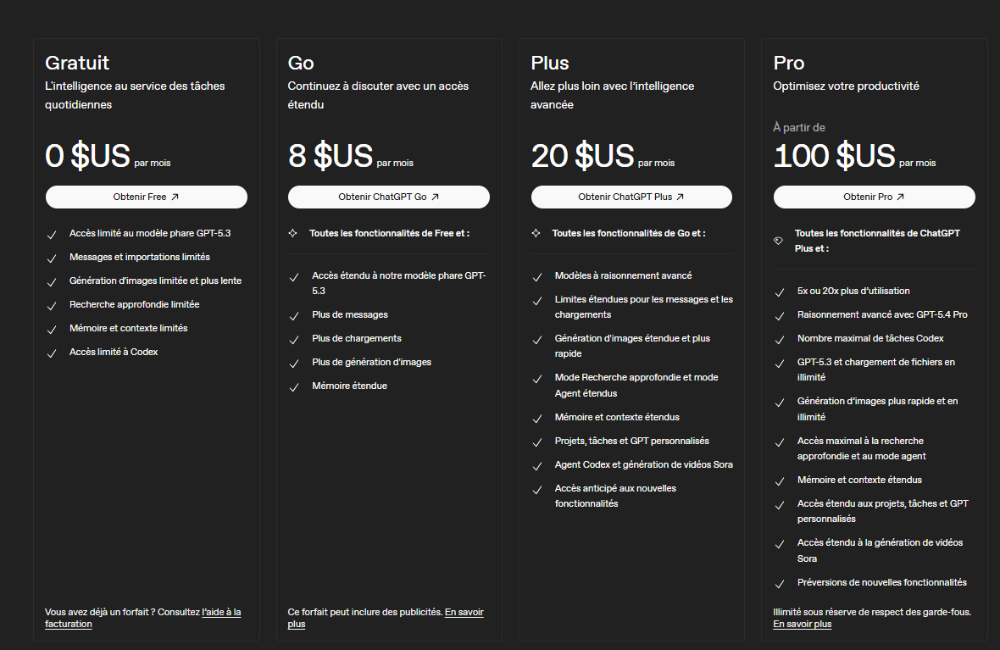 Gratuit
L'intelligence au service des tâches
quotidiennes
0 $US par mois
Obtenir Free ↗
Accès limité au modèle phare GPT-5.3
Messages et importations limités
Génération d'images limitée et plus lente
Recherche approfondie limitée
Mémoire et contexte limités
Accès limité à Codex
Vous avez déjà un forfait ? Consultez l'aide à la
facturation
Go
Continuez à discuter avec un accès
étendu
8 $US par mois
Obtenir ChatGPT Go ↗
Toutes les fonctionnalités de Free et :
Accès étendu à notre modèle phare GPT-
5.3
Plus de messages
Plus de chargements
Plus de génération d'images
Mémoire étendue
Ce forfait peut inclure des publicités. En savoir
plus
Plus
Allez plus loin avec l'intelligence
avancée
20 $US par mois
Obtenir ChatGPT Plus ↗
Toutes les fonctionnalités de Go et :
Modèles à raisonnement avancé
Limites étendues pour les messages et les
chargements
Génération d'images étendue et plus
rapide
Mode Recherche approfondie et mode
Agent étendus
Mémoire et contexte étendus
Projets, tâches et GPT personnalisés
Agent Codex et génération de vidéos Sora
Accès anticipé aux nouvelles
fonctionnalités
Pro
Optimisez votre productivité
À partir de
100 $US par mois
Obtenir Pro ↗
Toutes les fonctionnalités de ChatGPT
Plus et :
5x ou 20x plus d'utilisation
Raisonnement avancé avec GPT-5.4 Pro
Nombre maximal de tâches Codex
GPT-5.3 et chargement de fichiers en
illimité
Génération d'images plus rapide et en
illimité
Accès maximal à la recherche
approfondie et au mode agent
Mémoire et contexte étendus
Accès étendu aux projets, tâches et GPT
personnalisés
Accès étendu à la génération de vidéos
Sora
Préversions de nouvelles fonctionnalités
Illimité sous réserve de respect des garde-fous.
En savoir plus